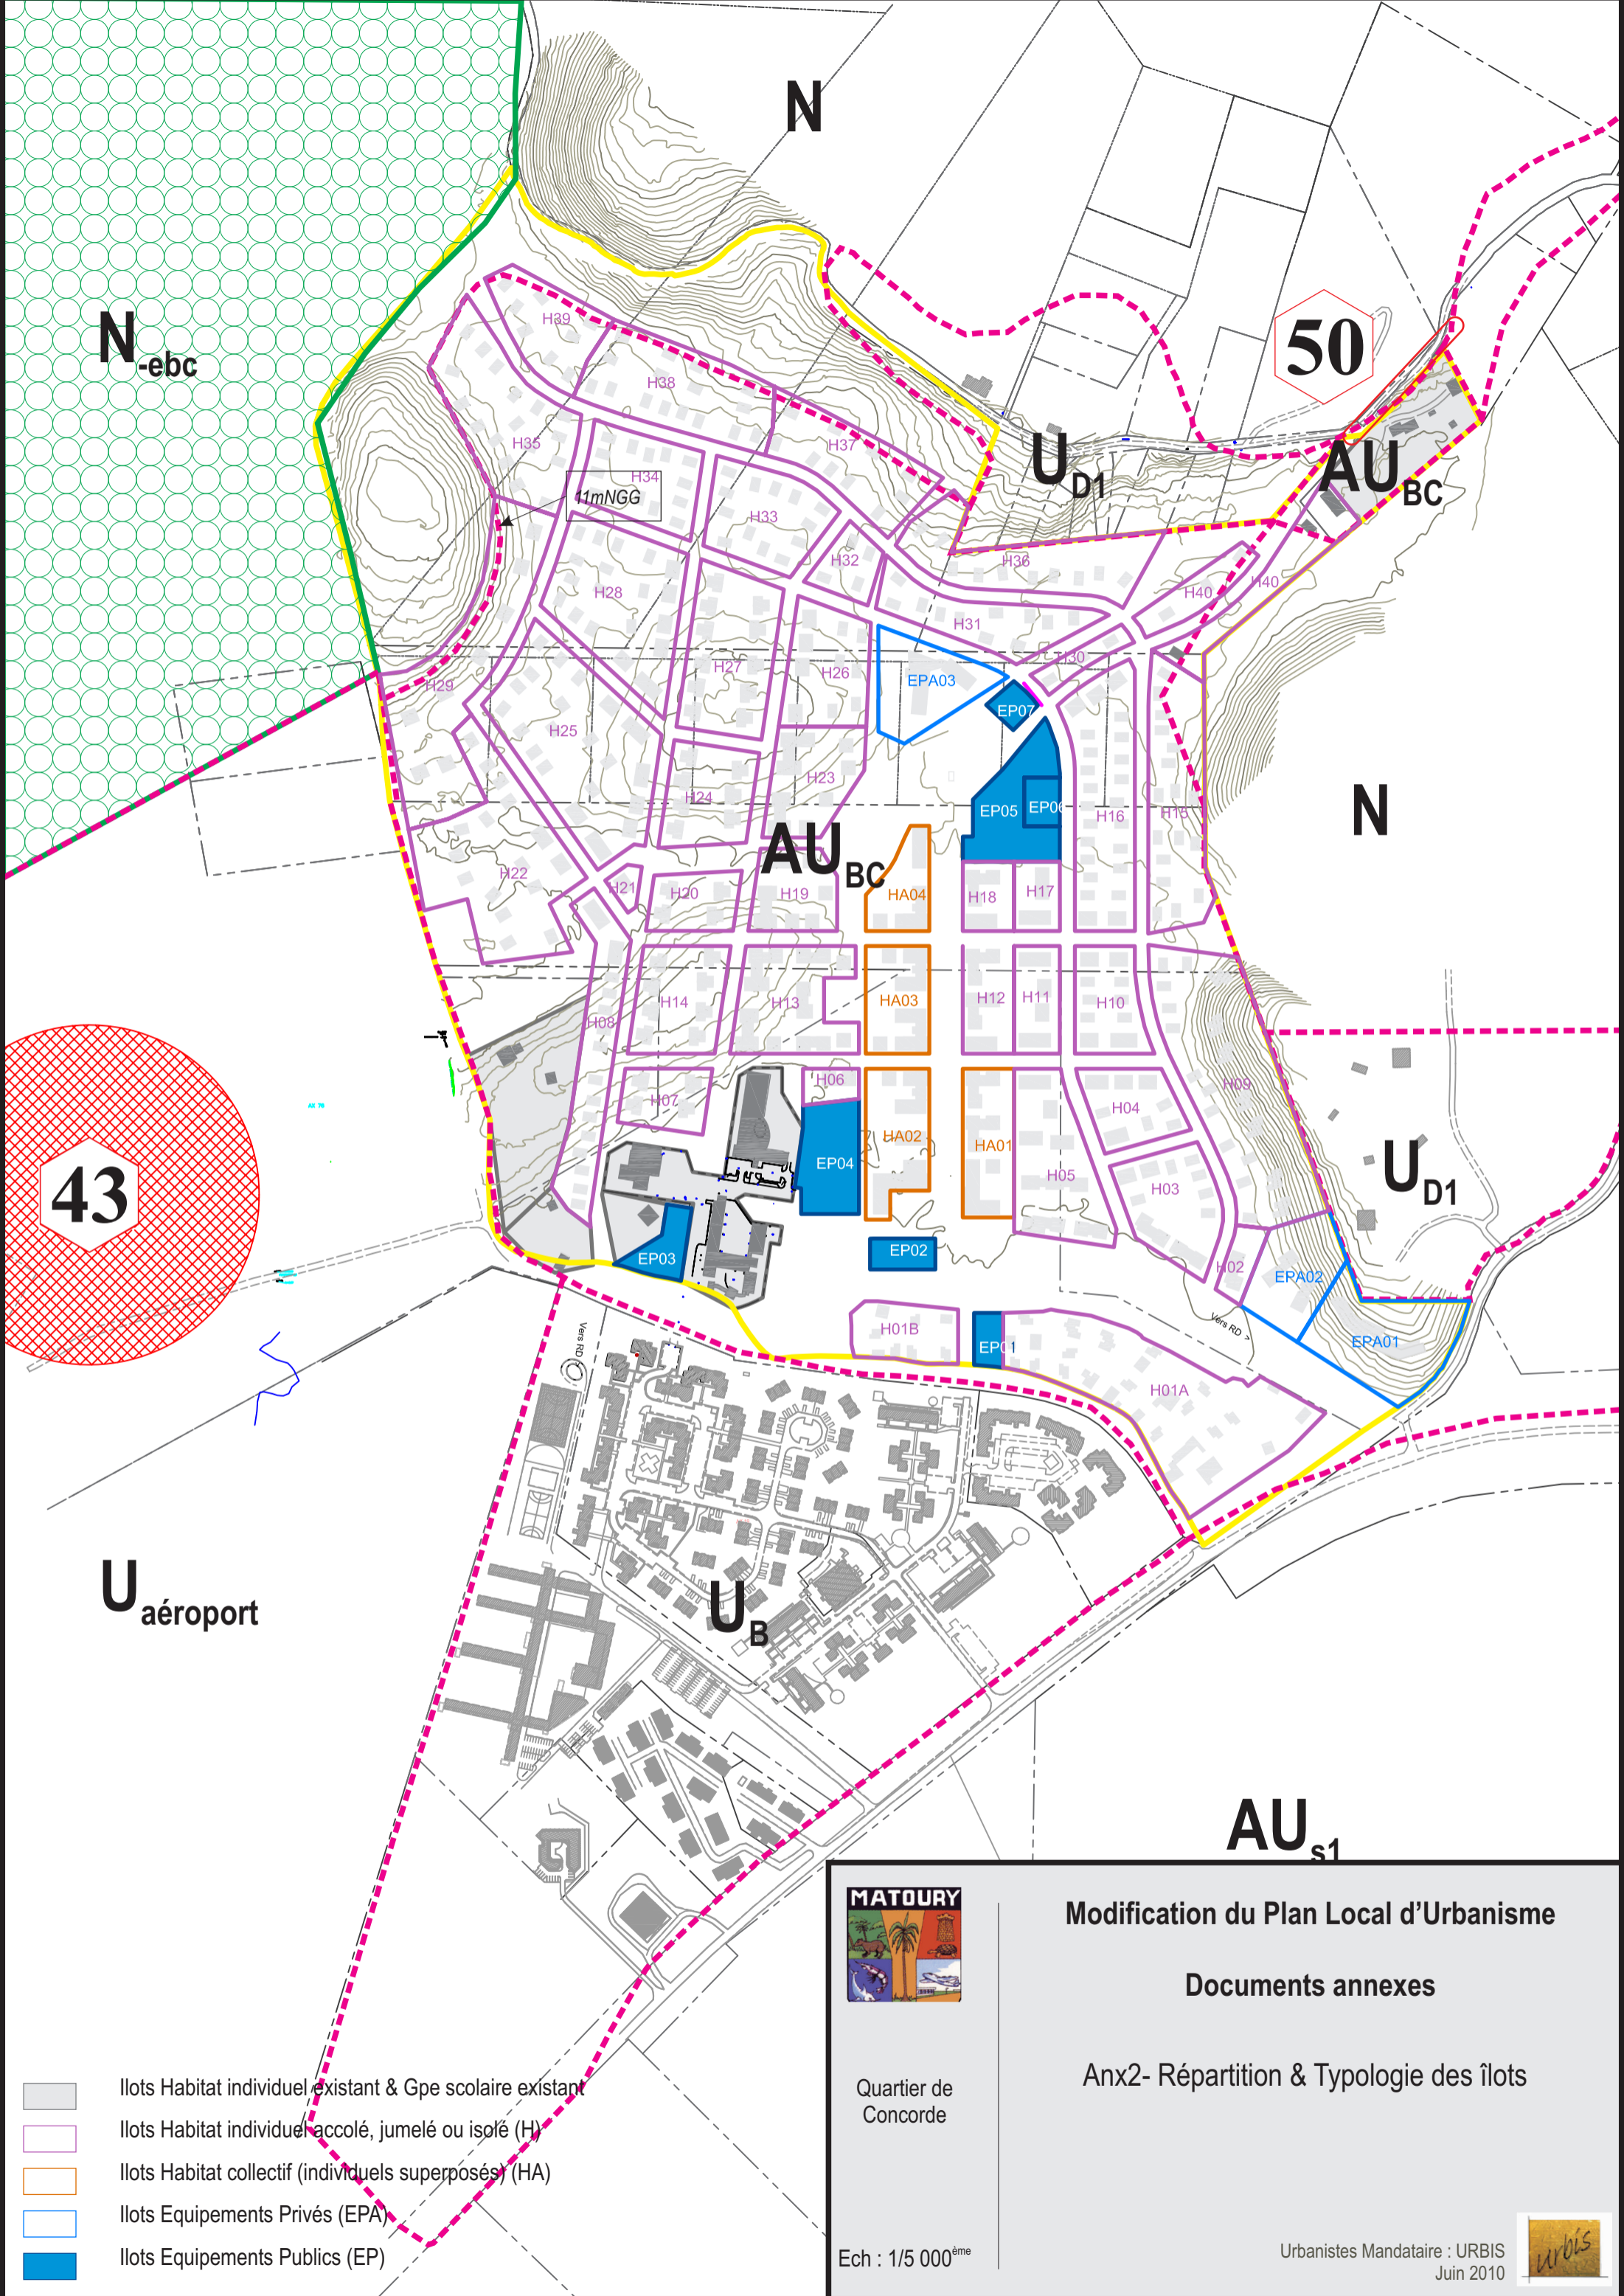 N
N-ebc
50
H39
H38
H35
H37
H34
11mNGG
UD1
AUBC
H33
H32
H36
H28
H40
H40
H31
H27
H26
H30
EPA03
H29
EP07
H25
H23
H24
EP05
EP06
H16
H15
N
AUBC
H22
H21
H20
H19
HA04
H18
H17
H14
H13
HA03
H12
H11
H10
H08
H06
H09
H07
H04
HA02
HA01
EP04
H05
H03
43
UD1
EP03
EP02
H02
EPA02
Vers RD >
Vers RD >
H01B
EP01
EPA01
H01A
Uaéroport
UB
AUs1
MATOURY
Modification du Plan Local d’Urbanisme
Documents annexes
Anx2- Répartition & Typologie des îlots
Quartier de
Concorde
Ech : 1/5 000ème
Urbanistes Mandataire : URBIS
Juin 2010
urbis
Ilots Habitat individuel existant & Gpe scolaire existant
Ilots Habitat individuel accolé, jumelé ou isolé (H)
Ilots Habitat collectif (individuels superposés) (HA)
Ilots Equipements Privés (EPA)
Ilots Equipements Publics (EP)